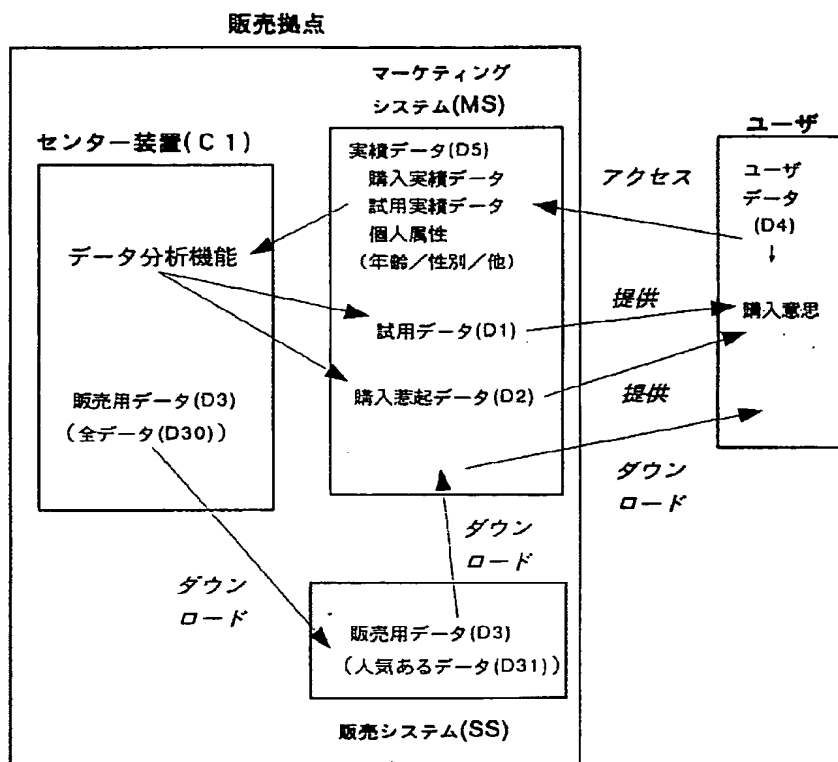 販売拠点
マーケティング
システム(MS)
センター装置(C1)
ユーザ
実績データ(D5)
購入実績データ
試用実績データ
個人属性
(年齢/性別/他)
データ分析機能
試用データ(D1)
購入惹起データ(D2)
販売用データ(D3)
(全データ(D30))
アクセス
ユーザ
データ
(D4)
↓
購入意思
提供
提供
ダウン
ロード
ダウン
ロード
ダウン
ロード
販売用データ(D3)
(人気あるデータ(D31))
販売システム(SS)